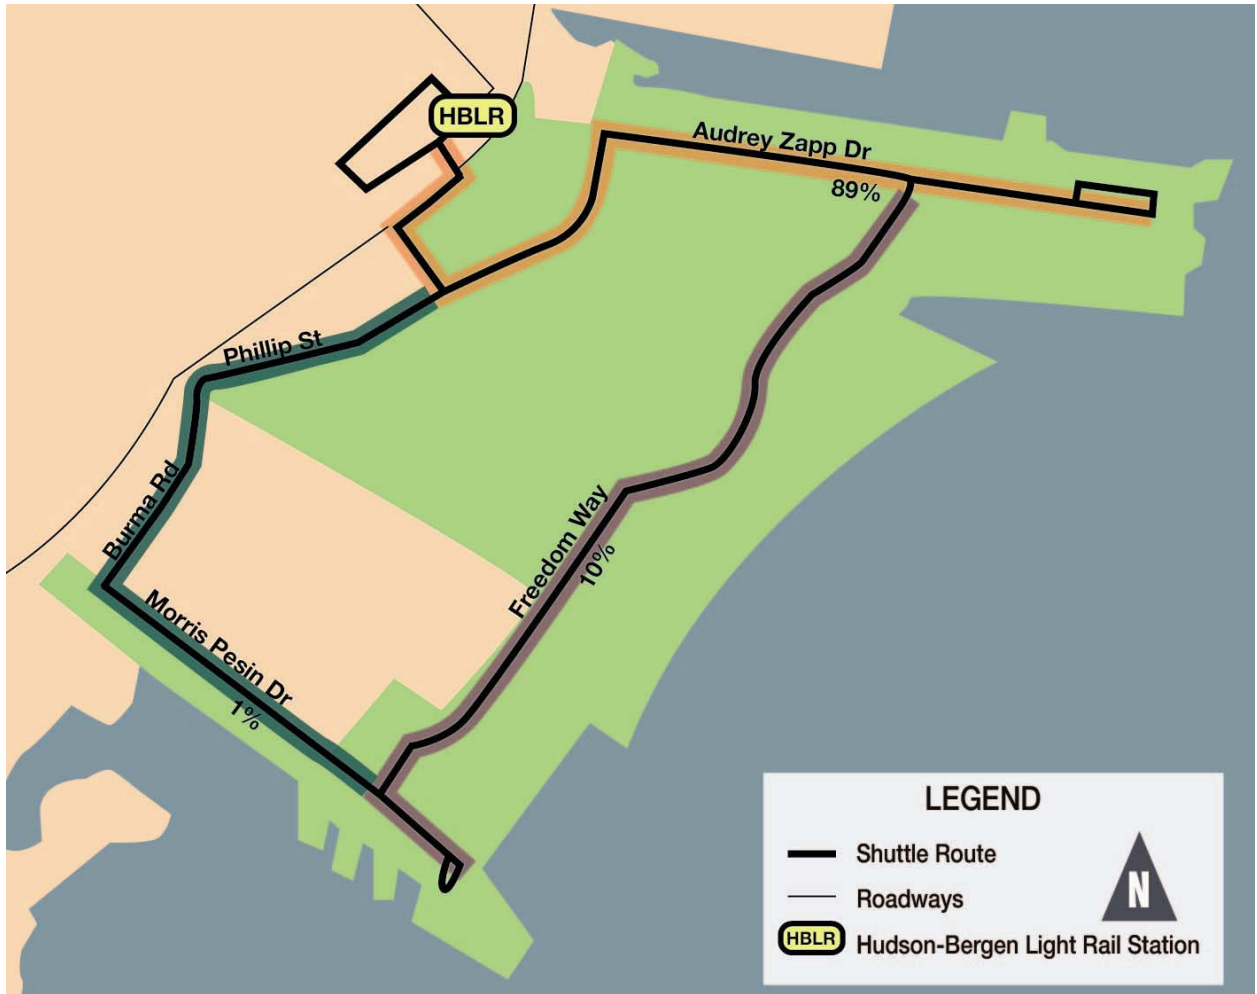 HBLR
Audrey Zapp Dr
89%
Phillip St
Burma Rd
Freedom Way
10%
Morris Pesin Dr
1%
LEGEND
Shuttle Route
Roadways
HBLR Hudson-Bergen Light Rail Station
N